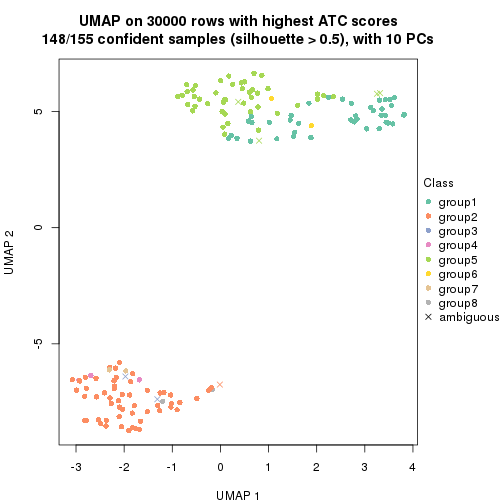 UMAP on 30000 rows with highest ATC scores
148/155 confident samples (silhouette > 0.5), with 10 PCs
UMAP 2
5
0
-5
-3
-2
-1
0
1
2
3
4
UMAP 1
Class
group1
group2
group3
group4
group5
group6
group7
group8
ambiguous